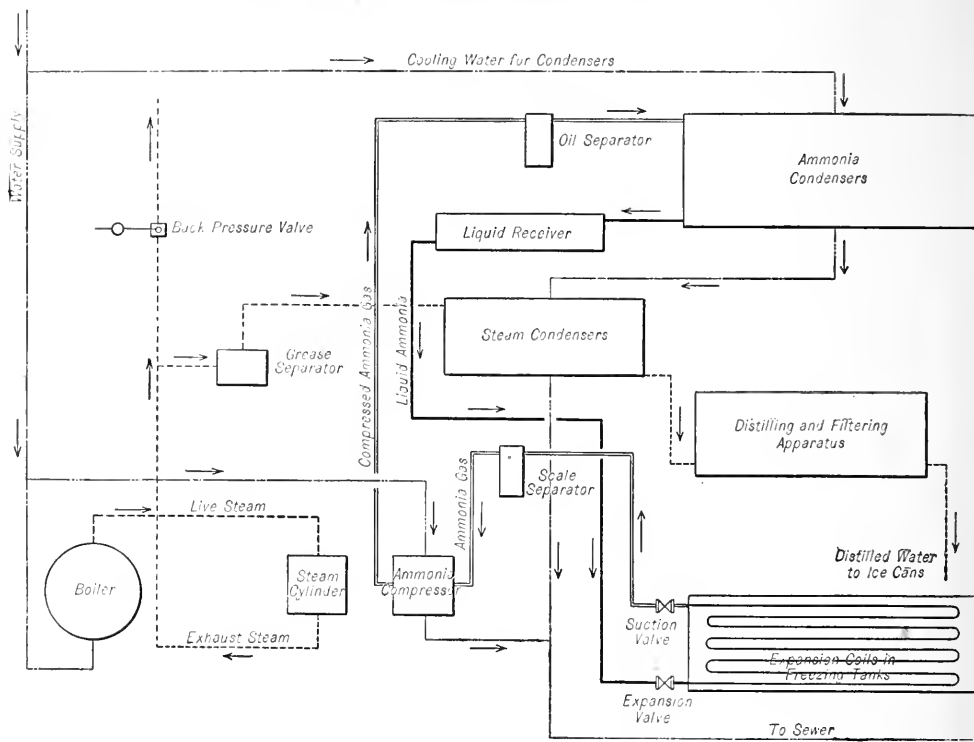 Cooling Water for Condensers
Water Supply
Oil Separator
Ammonia
Condensers
Back Pressure Valve
Liquid Receiver
Compressed Ammonia Gas
Liquid Ammonia
Steam Condensers
Grease
Separator
Distilling and Filtering
Apparatus
Ammonia Gas
Scale
Separator
Live Steam
Boiler
Steam
Cylinder
Ammonia
Compressor
Distilled Water
to Ice Cans
Exhaust Steam
Suction
Valve
Expansion Coils in
Freezing Tanks
Expansion
Valve
To Sewer